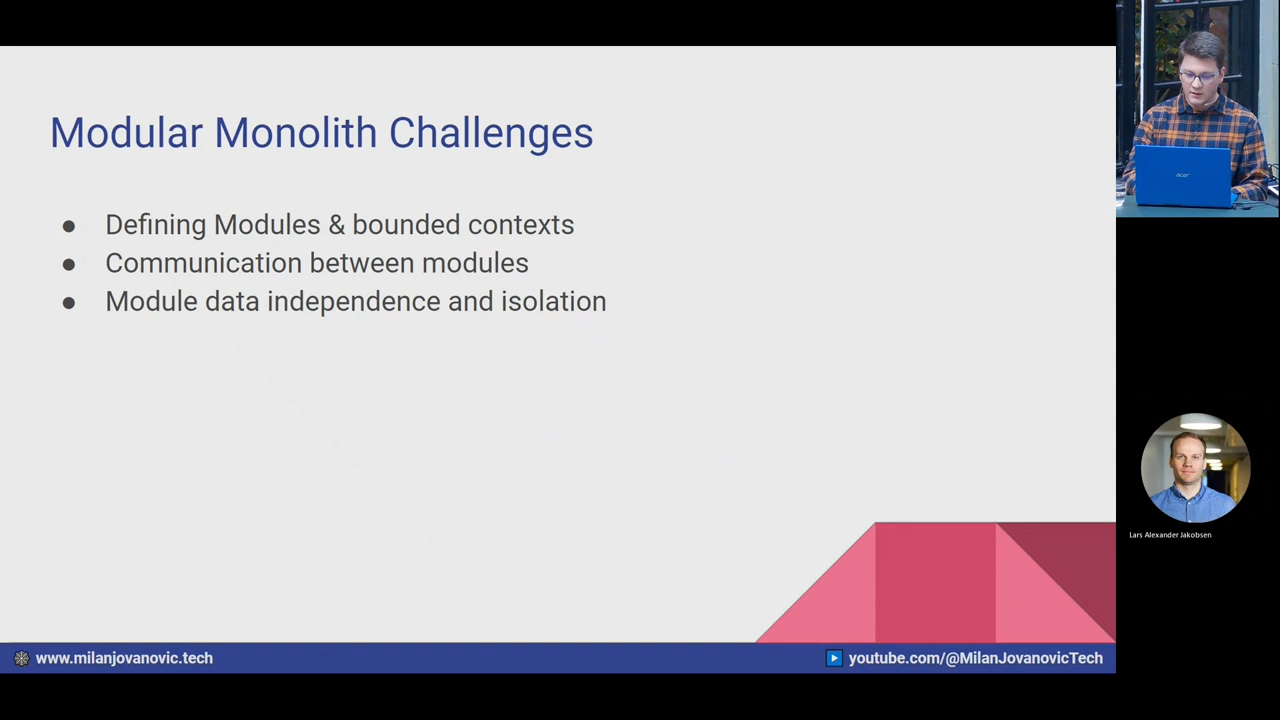 Modular Monolith Challenges
● Defining Modules & bounded contexts
● Communication between modules
● Module data independence and isolation
www.milanjovanovic.tech
youtube.com/@MilanJovanovicTech
acer
Lars Alexander Jakobsen